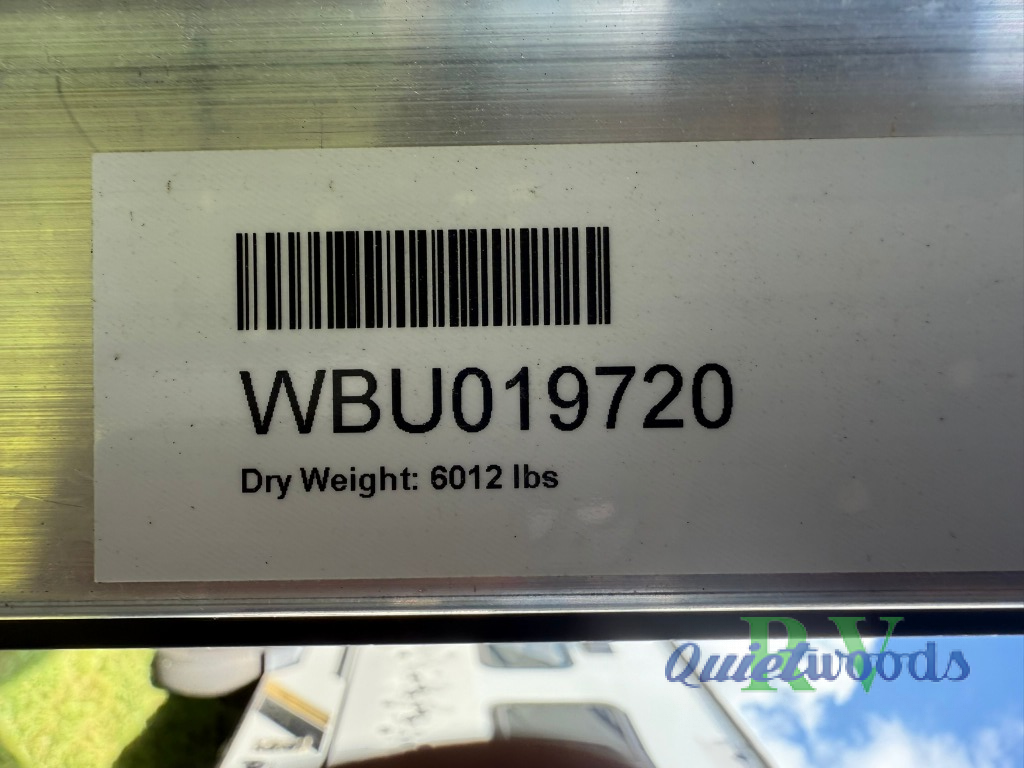 WBU019720
Dry Weight: 6012 lbs
RV
Quietwoods